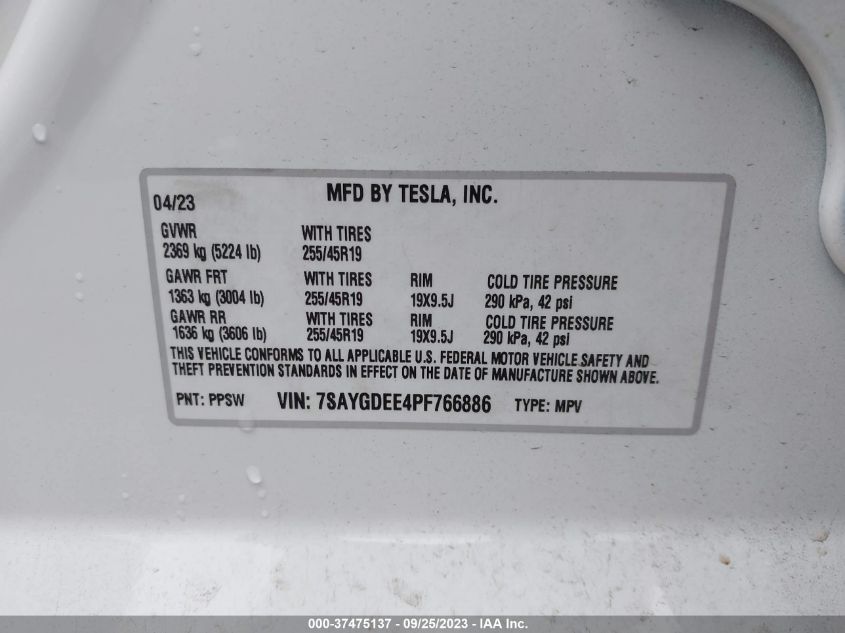 04/23 MFD BY TESLA, INC.
GVWR WITH TIRES
2369 kg (5224 lb) 255/45R19
GAWR FRT WITH TIRES RIM COLD TIRE PRESSURE
1363 kg (3004 lb) 255/45R19 19X9.5J 290 kPa, 42 psi
GAWR RR WITH TIRES RIM COLD TIRE PRESSURE
1636 kg (3606 lb) 255/45R19 19X9.5J 290 kPa, 42 psi
THIS VEHICLE CONFORMS TO ALL APPLICABLE U.S. FEDERAL MOTOR VEHICLE SAFETY AND
THEFT PREVENTION STANDARDS IN EFFECT ON THE DATE OF MANUFACTURE SHOWN ABOVE.
PNT: PPSW VIN: 7SAYGDEE4PF766886 TYPE: MPV
000-37475137 - 09/25/2023 - IAA Inc.